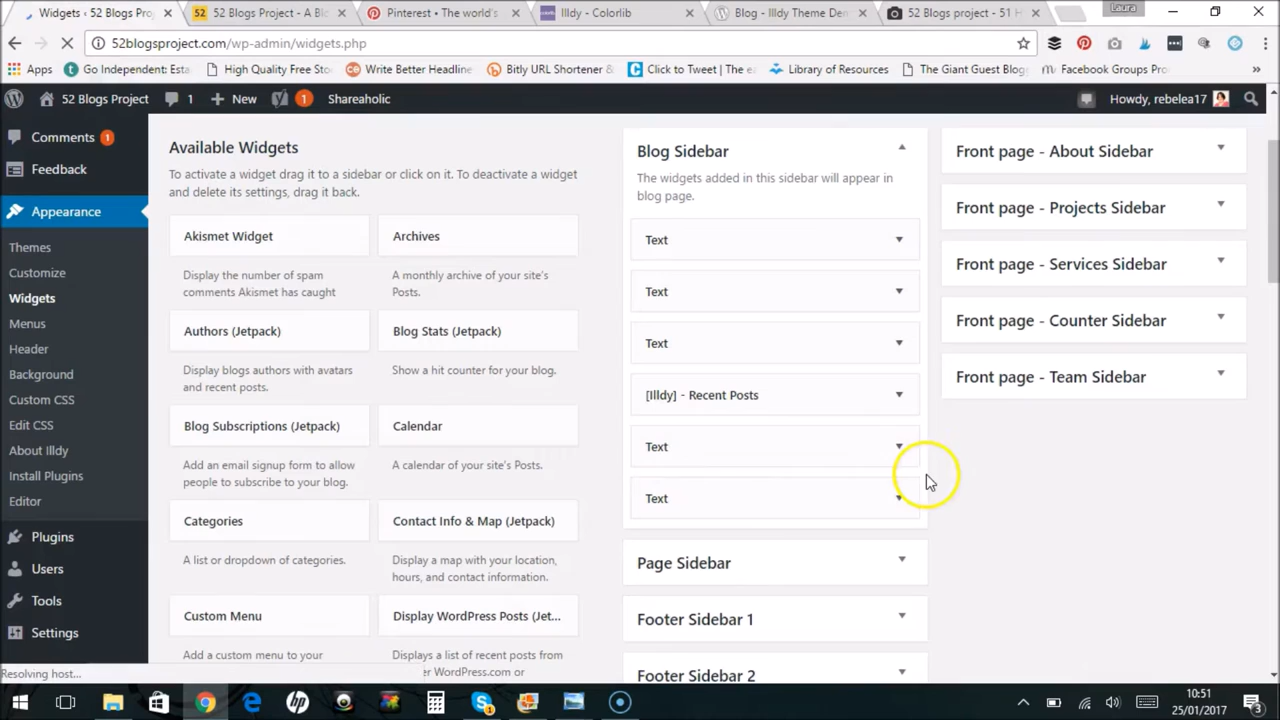 Widgets ‹ 52 Blogs Proj
52 Blogs Project - A Blo
Pinterest • The world's
Illdy - Colorlib
Blog - Illdy Theme Dem
52 Blogs project - 51 H
Laura
52blogsproject.com/wp-admin/widgets.php
Apps
Go Independent: Esta
High Quality Free Sto
Write Better Headline
Bitly URL Shortener &
Click to Tweet | The ea
Library of Resources
The Giant Guest Blog
Facebook Groups Pro
52 Blogs Project
1
New
1
Shareaholic
Howdy, rebelea17
Comments 1
Feedback
Appearance
Themes
Customize
Widgets
Menus
Header
Background
Custom CSS
Edit CSS
About Illdy
Install Plugins
Editor
Plugins
Users
Tools
Settings
Available Widgets
To activate a widget drag it to a sidebar or click on it. To deactivate a widget
and delete its settings, drag it back.
Akismet Widget
Display the number of spam
comments Akismet has caught
Archives
A monthly archive of your site's
Posts.
Authors (Jetpack)
Display blogs authors with avatars
and recent posts.
Blog Stats (Jetpack)
Show a hit counter for your blog.
Blog Subscriptions (Jetpack)
Add an email signup form to allow
people to subscribe to your blog.
Calendar
A calendar of your site's Posts.
Categories
A list or dropdown of categories.
Contact Info & Map (Jetpack)
Display a map with your location,
hours, and contact information.
Custom Menu
Add a custom menu to your
Display WordPress Posts (Jet...
Displays a list of recent posts from
er WordPress.com or
Blog Sidebar
The widgets added in this sidebar will appear in
blog page.
Text
Text
Text
[Illdy] - Recent Posts
Text
Text
Page Sidebar
Footer Sidebar 1
Footer Sidebar 2
Front page - About Sidebar
Front page - Projects Sidebar
Front page - Services Sidebar
Front page - Counter Sidebar
Front page - Team Sidebar
Resolving host...
10:51
25/01/2017
3